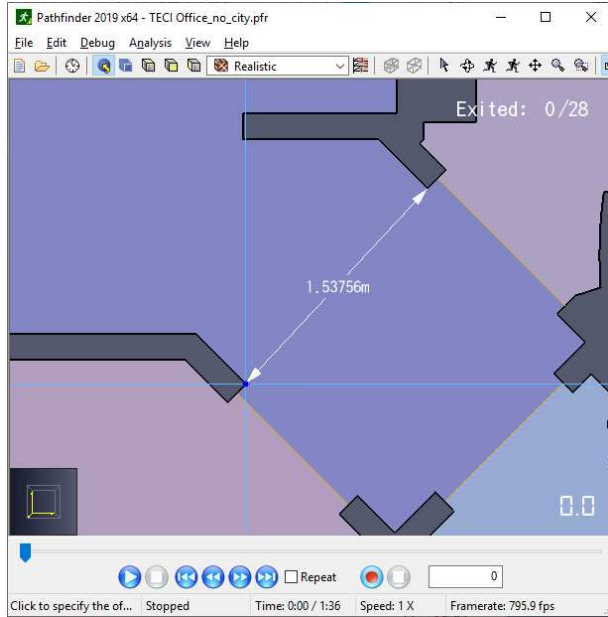 Pathfinder 2019 x64 - TECI Office_no_city.pfr
File Edit Debug Analysis View Help
Realistic
Exited: 0/28
1.53756m
0.0
Repeat
0
Click to specify the of... Stopped Time: 0:00 / 1:36 Speed: 1 X Framerate: 795.9 fps